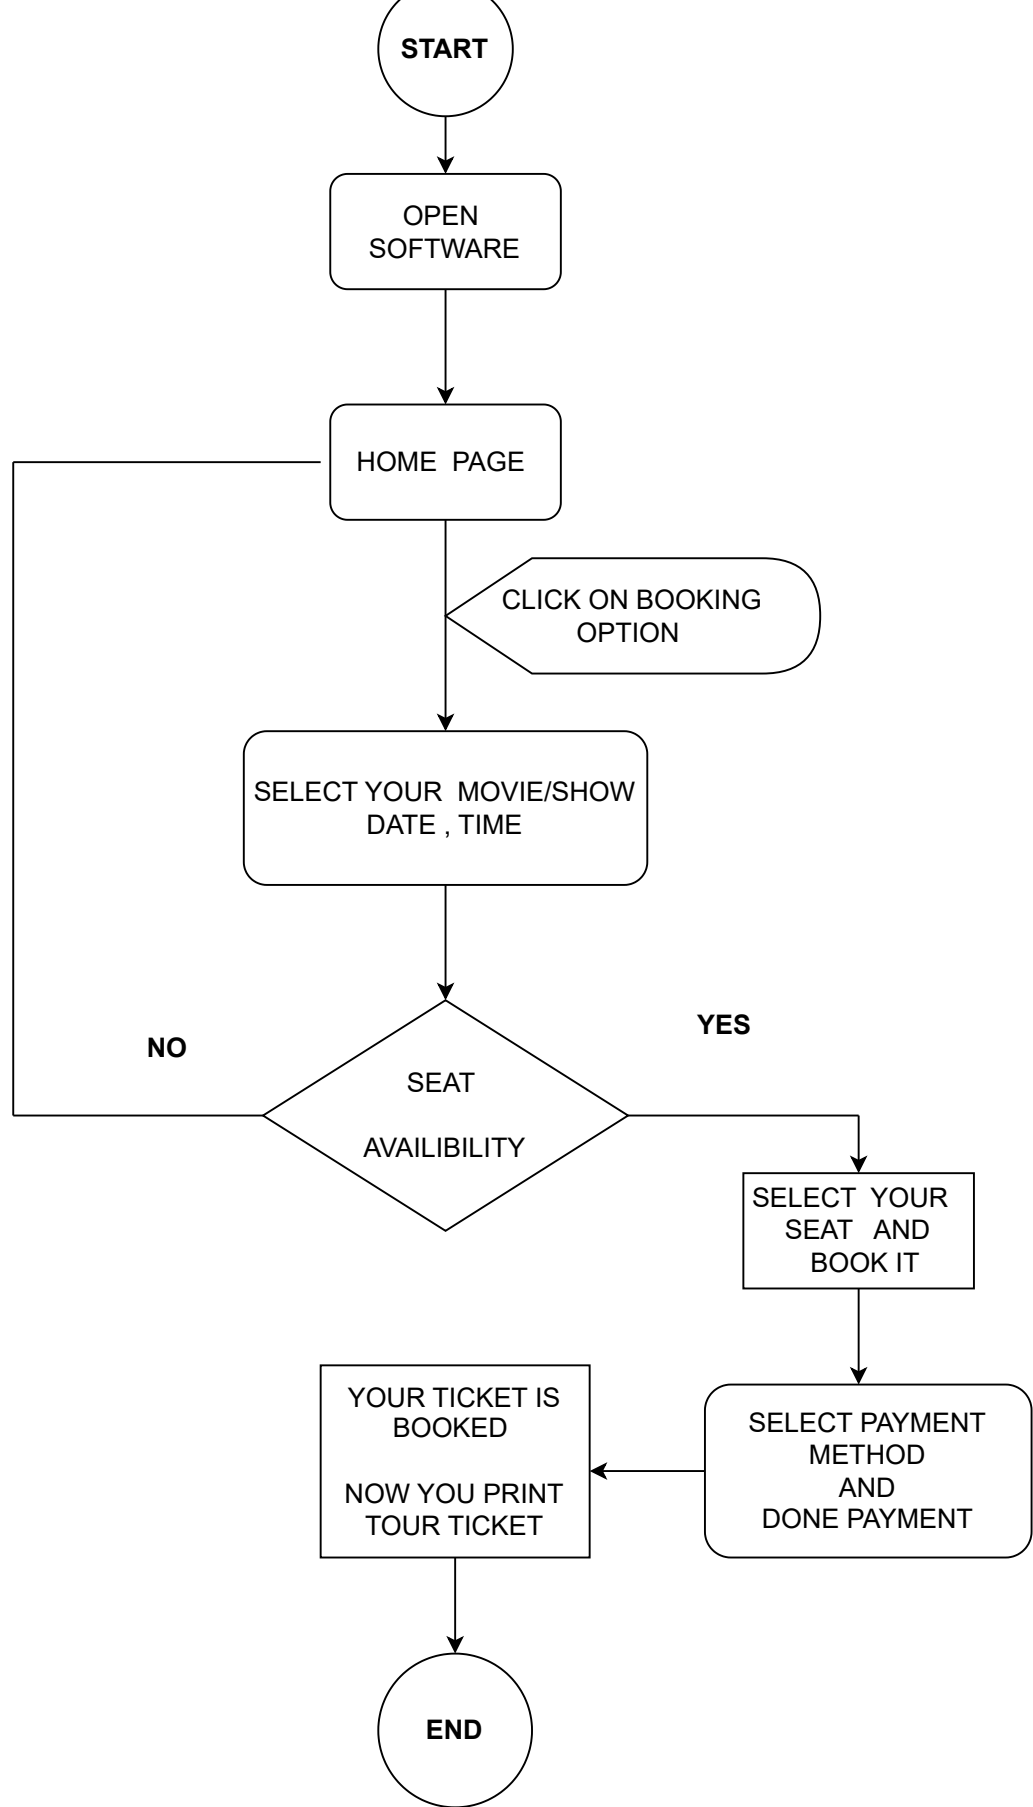 START
OPEN
SOFTWARE
HOME PAGE
CLICK ON BOOKING
OPTION
SELECT YOUR MOVIE/SHOW
DATE , TIME
NO
YES
SEAT
AVAILIBILITY
SELECT YOUR
SEAT AND
BOOK IT
SELECT PAYMENT
METHOD
AND
DONE PAYMENT
YOUR TICKET IS
BOOKED
NOW YOU PRINT
TOUR TICKET
END